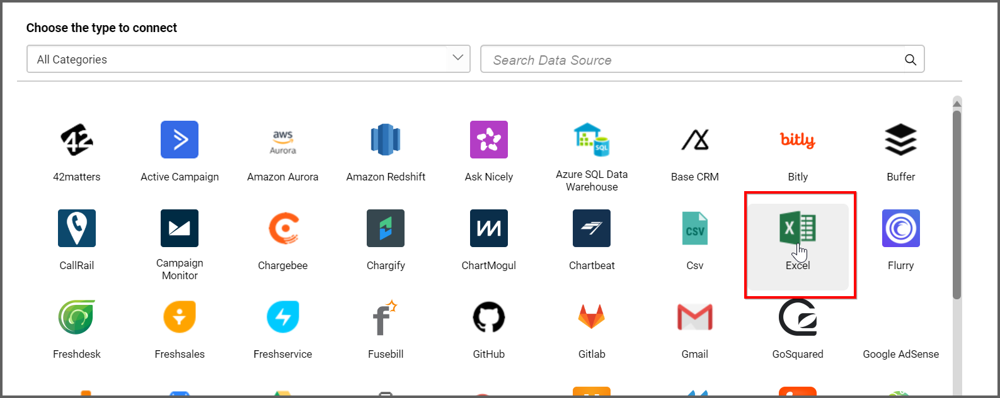 Choose the type to connect
All Categories
Search Data Source
42
aws
Aurora
SQL
bitly
42matters
Active Campaign
Amazon Aurora
Amazon Redshift
Ask Nicely
Azure SQL Data
Warehouse
Base CRM
Bitly
Buffer
CSV
X
CallRail
Campaign
Monitor
Chargebee
Chargify
ChartMogul
Chartbeat
Csv
Excel
Flurry
f
Freshdesk
Freshsales
Freshservice
Fusebill
GitHub
Gitlab
Gmail
GoSquared
Google AdSense